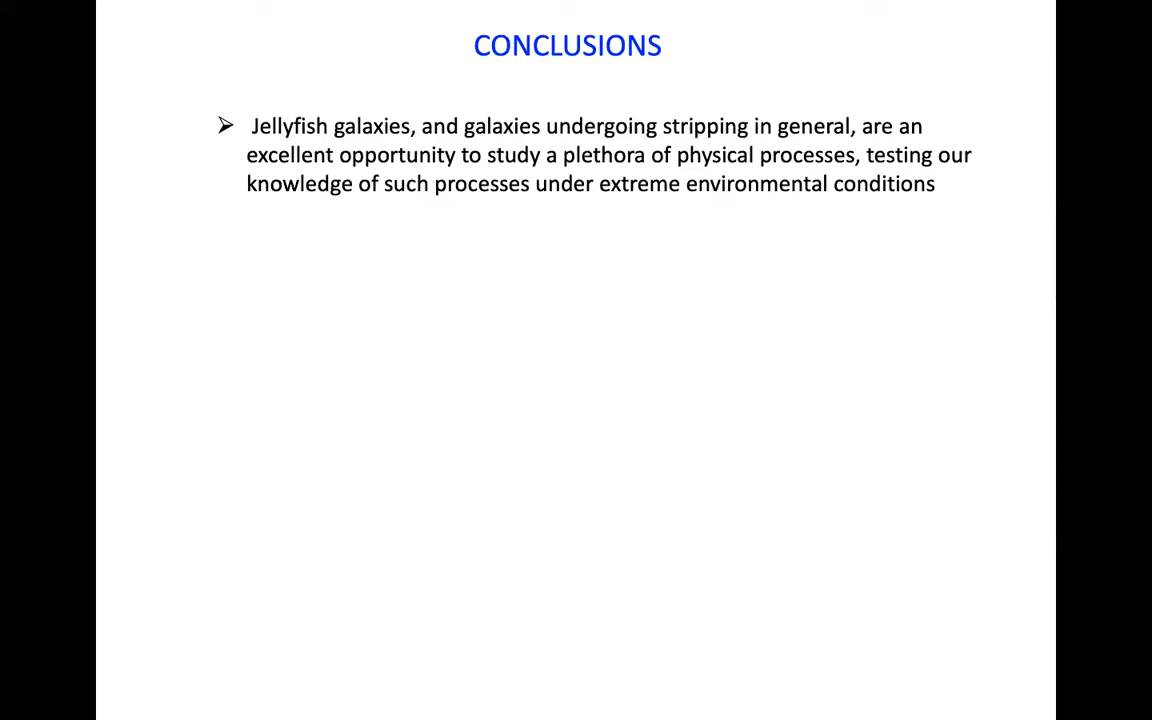 CONCLUSIONS
➢ Jellyfish galaxies, and galaxies undergoing stripping in general, are an
excellent opportunity to study a plethora of physical processes, testing our
knowledge of such processes under extreme environmental conditions